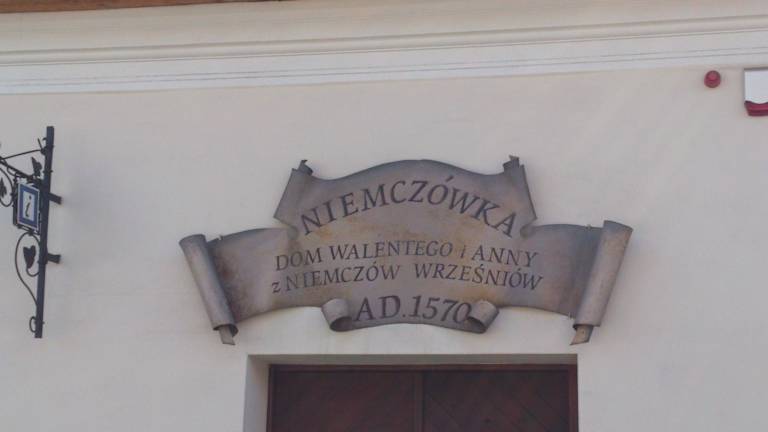 NIEMCZÓWKA
DOM WALENTEGO i ANNY
z NIEMCZÓW WRZEŚNIÓW
AD.1570
i